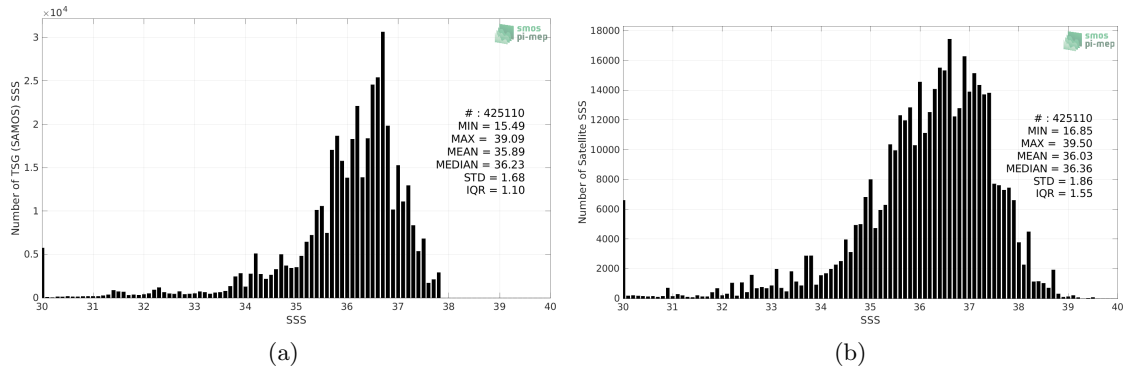 ×10⁴
smos
pi-mep
3
2.5
2
1.5
1
0.5
0
Number of TSG (SAMOS) SSS
# : 425110
MIN = 15.49
MAX = 39.09
MEAN = 35.89
MEDIAN = 36.23
STD = 1.68
IQR = 1.10
30 31 32 33 34 35 36 37 38 39 40
SSS
(a)
smos
pi-mep
18000
16000
14000
12000
10000
8000
6000
4000
2000
0
Number of Satellite SSS
# : 425110
MIN = 16.85
MAX = 39.50
MEAN = 36.03
MEDIAN = 36.36
STD = 1.86
IQR = 1.55
30 31 32 33 34 35 36 37 38 39 40
SSS
(b)